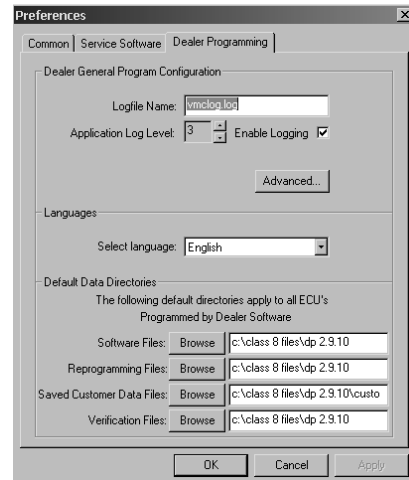 Preferences
Common Service Software Dealer Programming
Dealer General Program Configuration
Logfile Name: vmclog.log
Application Log Level: 3 Enable Logging
Advanced...
Languages
Select language: English
Default Data Directories
The following default directories apply to all ECU's
Programmed by Dealer Software
Software Files: Browse c:\class 8 files\dp 2.9.10
Reprogramming Files: Browse c:\class 8 files\dp 2.9.10
Saved Customer Data Files: Browse c:\class 8 files\dp 2.9.10\custo
Verification Files: Browse c:\class 8 files\dp 2.9.10
OK Cancel Apply